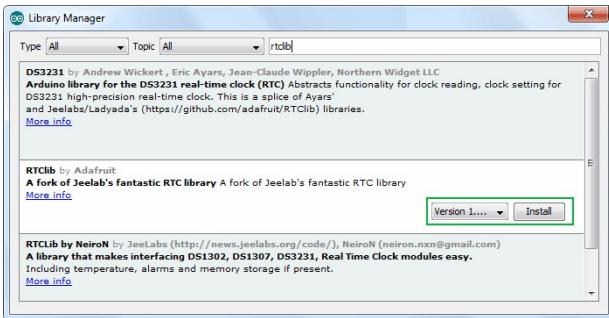 Library Manager
Type All Topic All rtclib
DS3231 by Andrew Wickert , Eric Ayars, Jean-Claude Wippler, Northern Widget LLC
Arduino library for the DS3231 real-time clock (RTC) Abstracts functionality for clock reading, clock setting for
DS3231 high-precision real-time clock. This is a splice of Ayars'
and Jeelabs/Ladyada's (https://github.com/adafruit/RTClib) libraries.
More info
RTClib by Adafruit
A fork of Jeelab's fantastic RTC library A fork of Jeelab's fantastic RTC library
More info
Version 1.... Install
RTCLib by NeiroN by JeeLabs (http://news.jeelabs.org/code/), NeiroN (neiron.nxn@gmail.com)
A library that makes interfacing DS1302, DS1307, DS3231, Real Time Clock modules easy.
Including temperature, alarms and memory storage if present.
More info